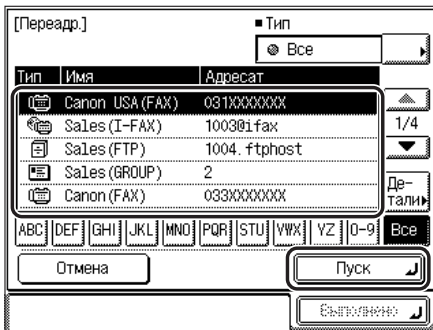 [Переадр.]
■ Тип
Все
Тип Имя Адресат
Canon USA(FAX) 031XXXXXXX
Sales(I-FAX) 1003@ifax
Sales(FTP) 1004.ftphost
Sales(GROUP) 2
Canon(FAX) 033XXXXXXX
1/4
Де-
тали
ABC DEF GHI JKL MNO PQR STU VWX YZ 0-9 Все
Отмена Пуск
Выполнено